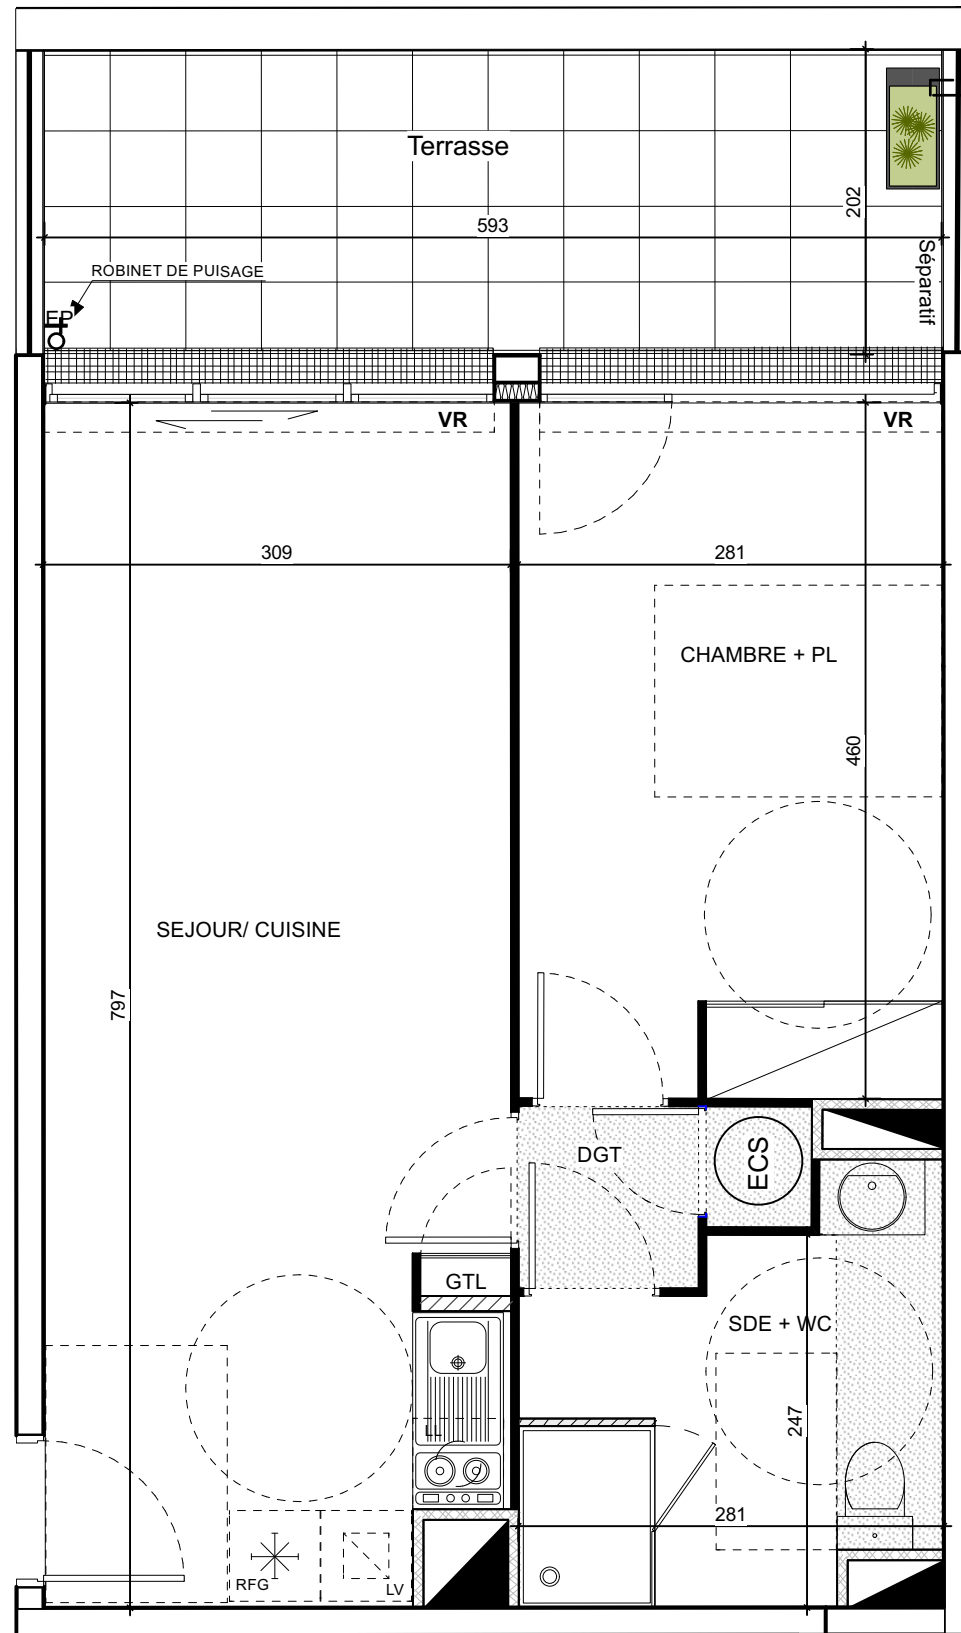 Terrasse
202
593
Séparatif
ROBINET DE PUISAGE
EP
VR
VR
309
281
CHAMBRE + PL
460
SEJOUR/ CUISINE
797
DGT
ECS
GTL
SDE + WC
247
LL
281
RFG
LV